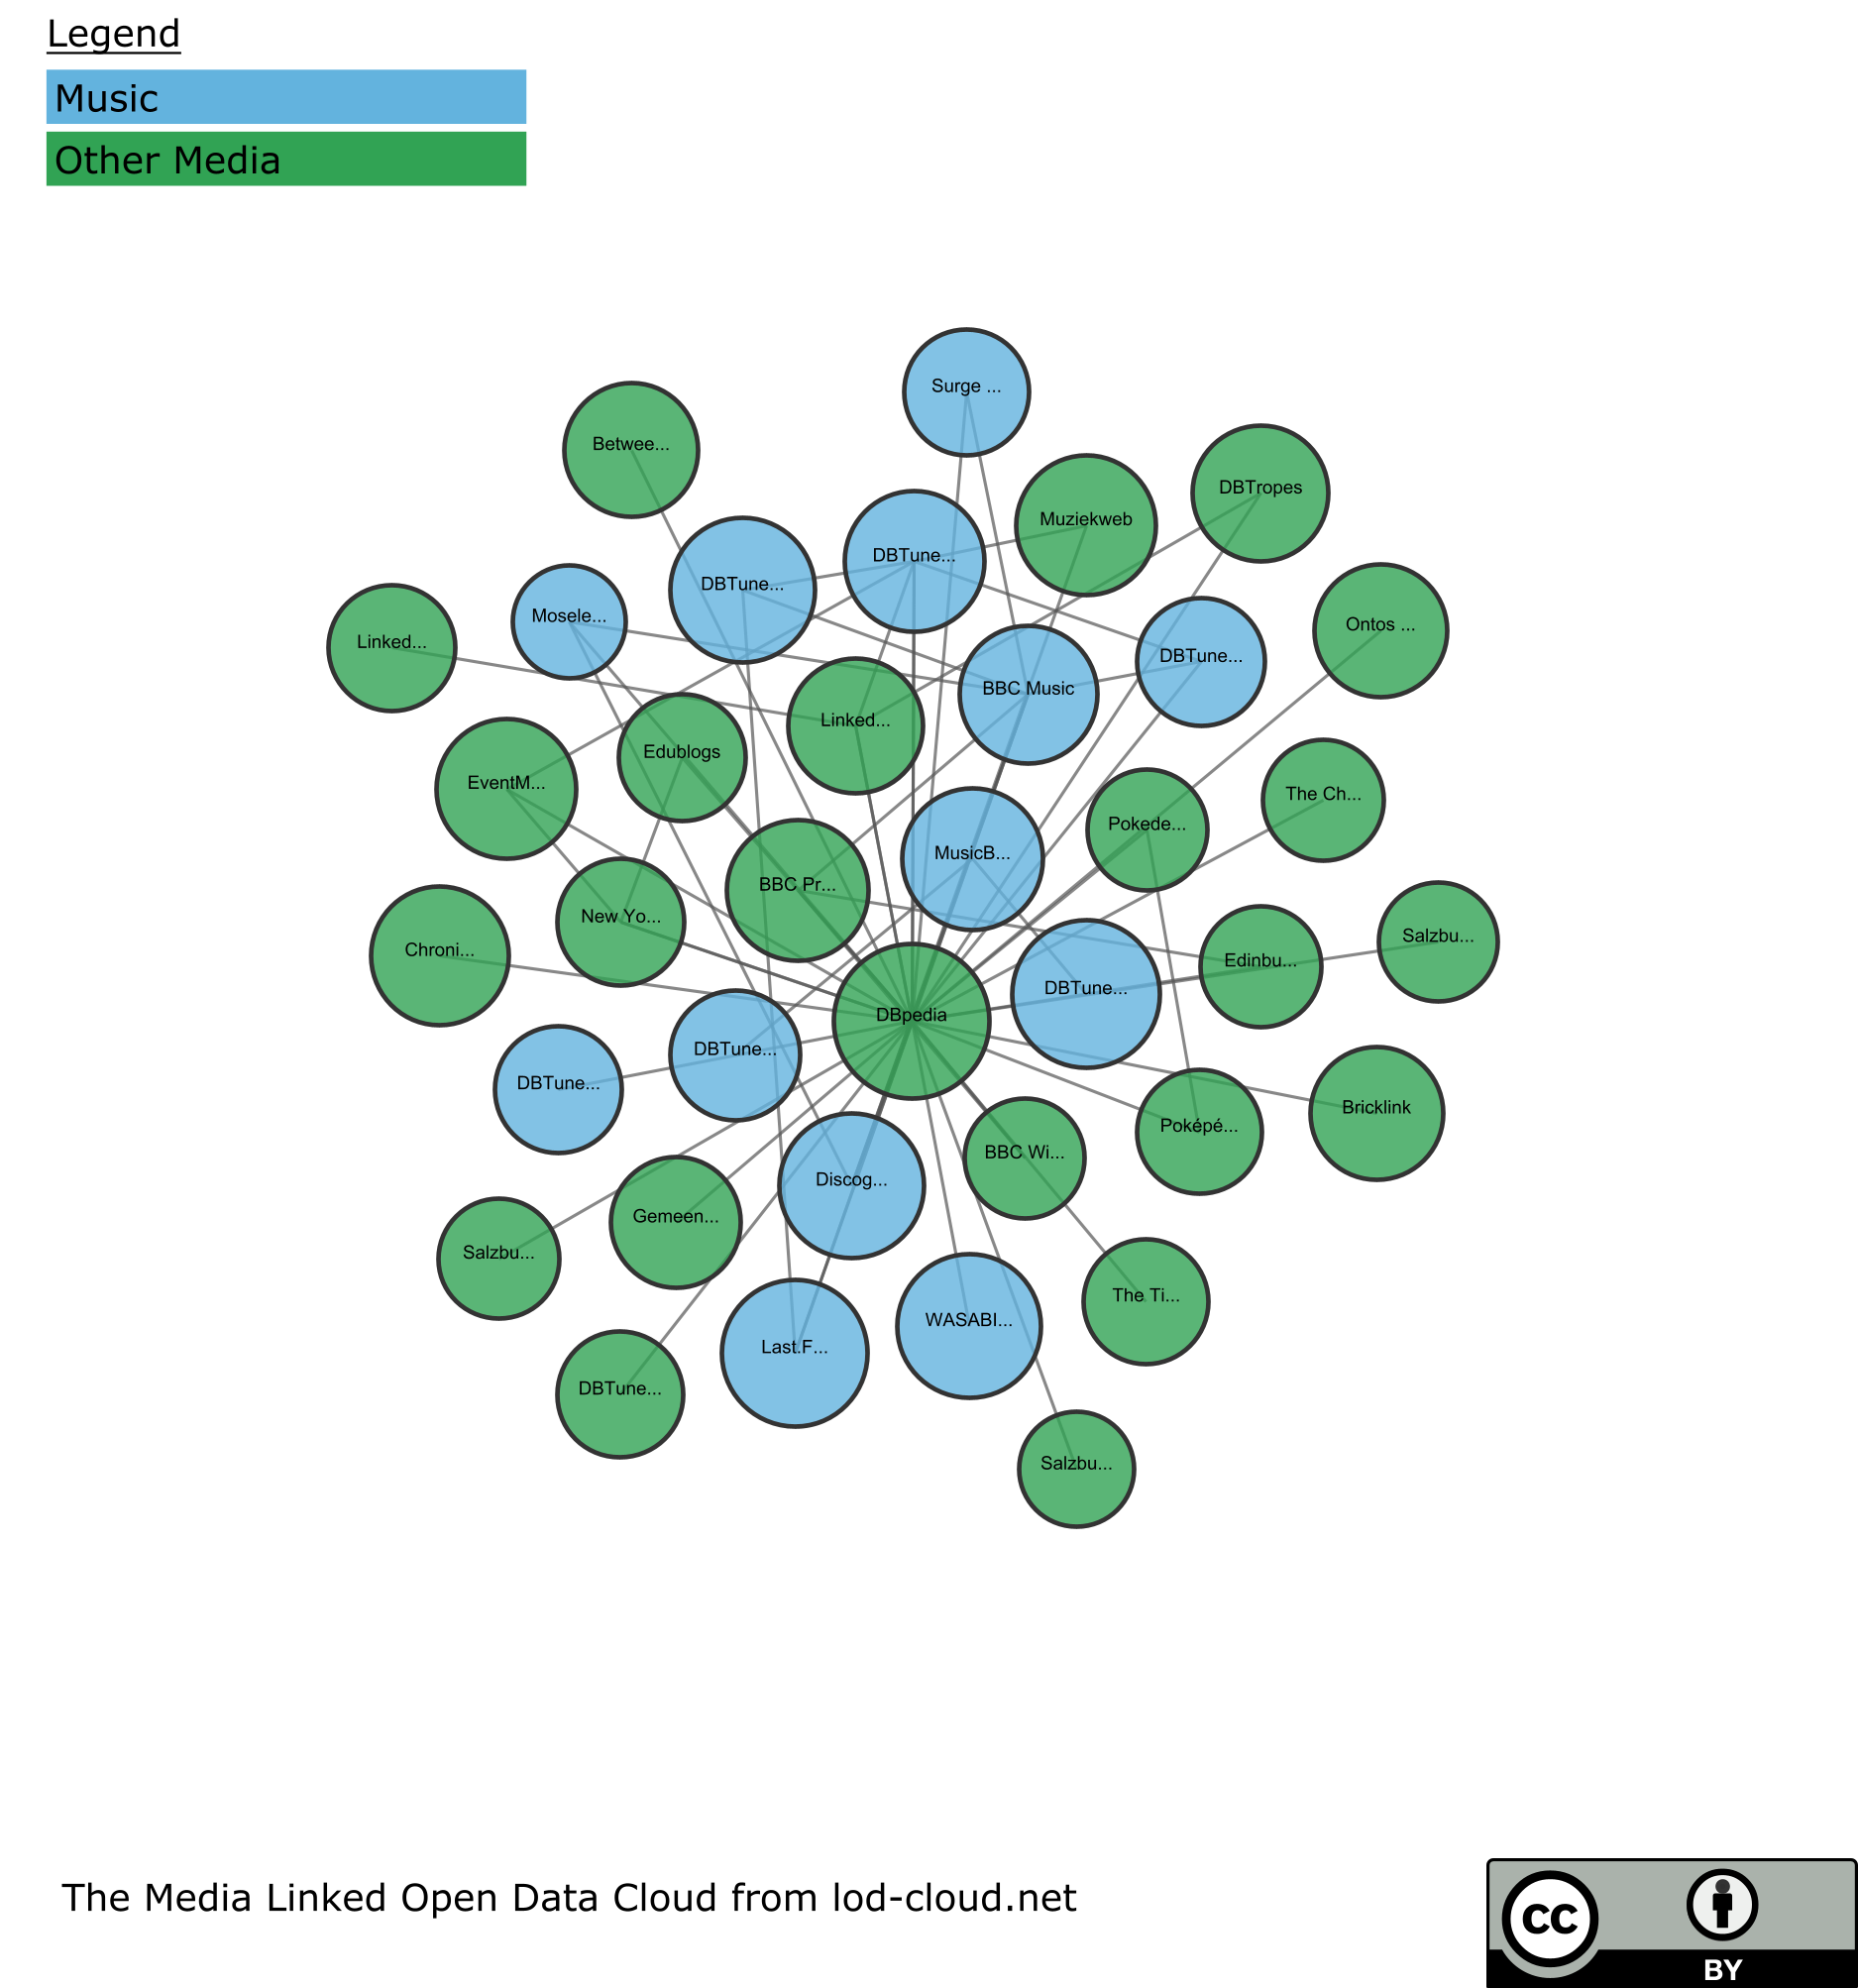 Legend
Music
Other Media
Surge ...
Betwee...
DBTropes
Muziekweb
DBTune...
DBTune...
Mosele...
Ontos ...
Linked...
DBTune...
BBC Music
Linked...
Edublogs
EventM...
The Ch...
Pokede...
MusicB...
BBC Pr...
New Yo...
Salzbu...
Chroni...
Edinbu...
DBTune...
DBpedia
DBTune...
DBTune...
Bricklink
Poképé...
BBC Wi...
Discog...
Gemeen...
Salzbu...
The Ti...
WASABI...
Last.F...
DBTune...
Salzbu...
The Media Linked Open Data Cloud from lod-cloud.net
cc
BY